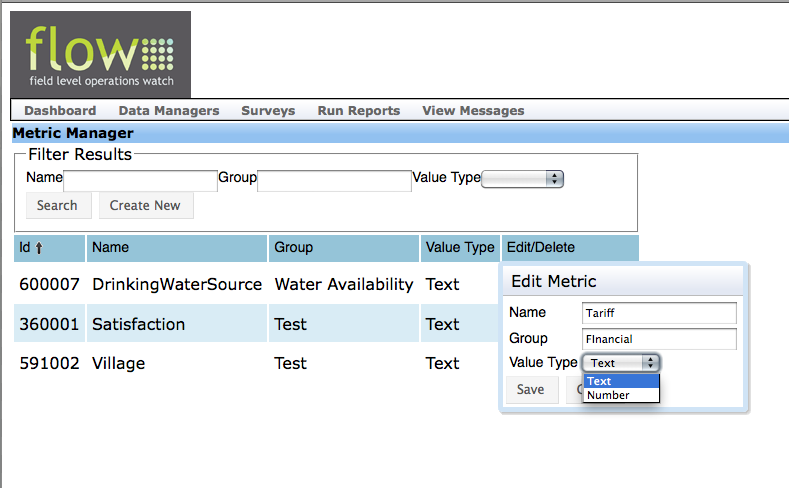 flow
field level operations watch
Dashboard Data Managers Surveys Run Reports View Messages
Metric Manager
Filter Results
Name Group Value Type
Search Create New
Id ↑ Name Group Value Type Edit/Delete
600007 DrinkingWaterSource Water Availability Text
360001 Satisfaction Test Text
591002 Village Test Text
Edit Metric
Name Tariff
Group FInancial
Value Type Text
Text
Number
Save